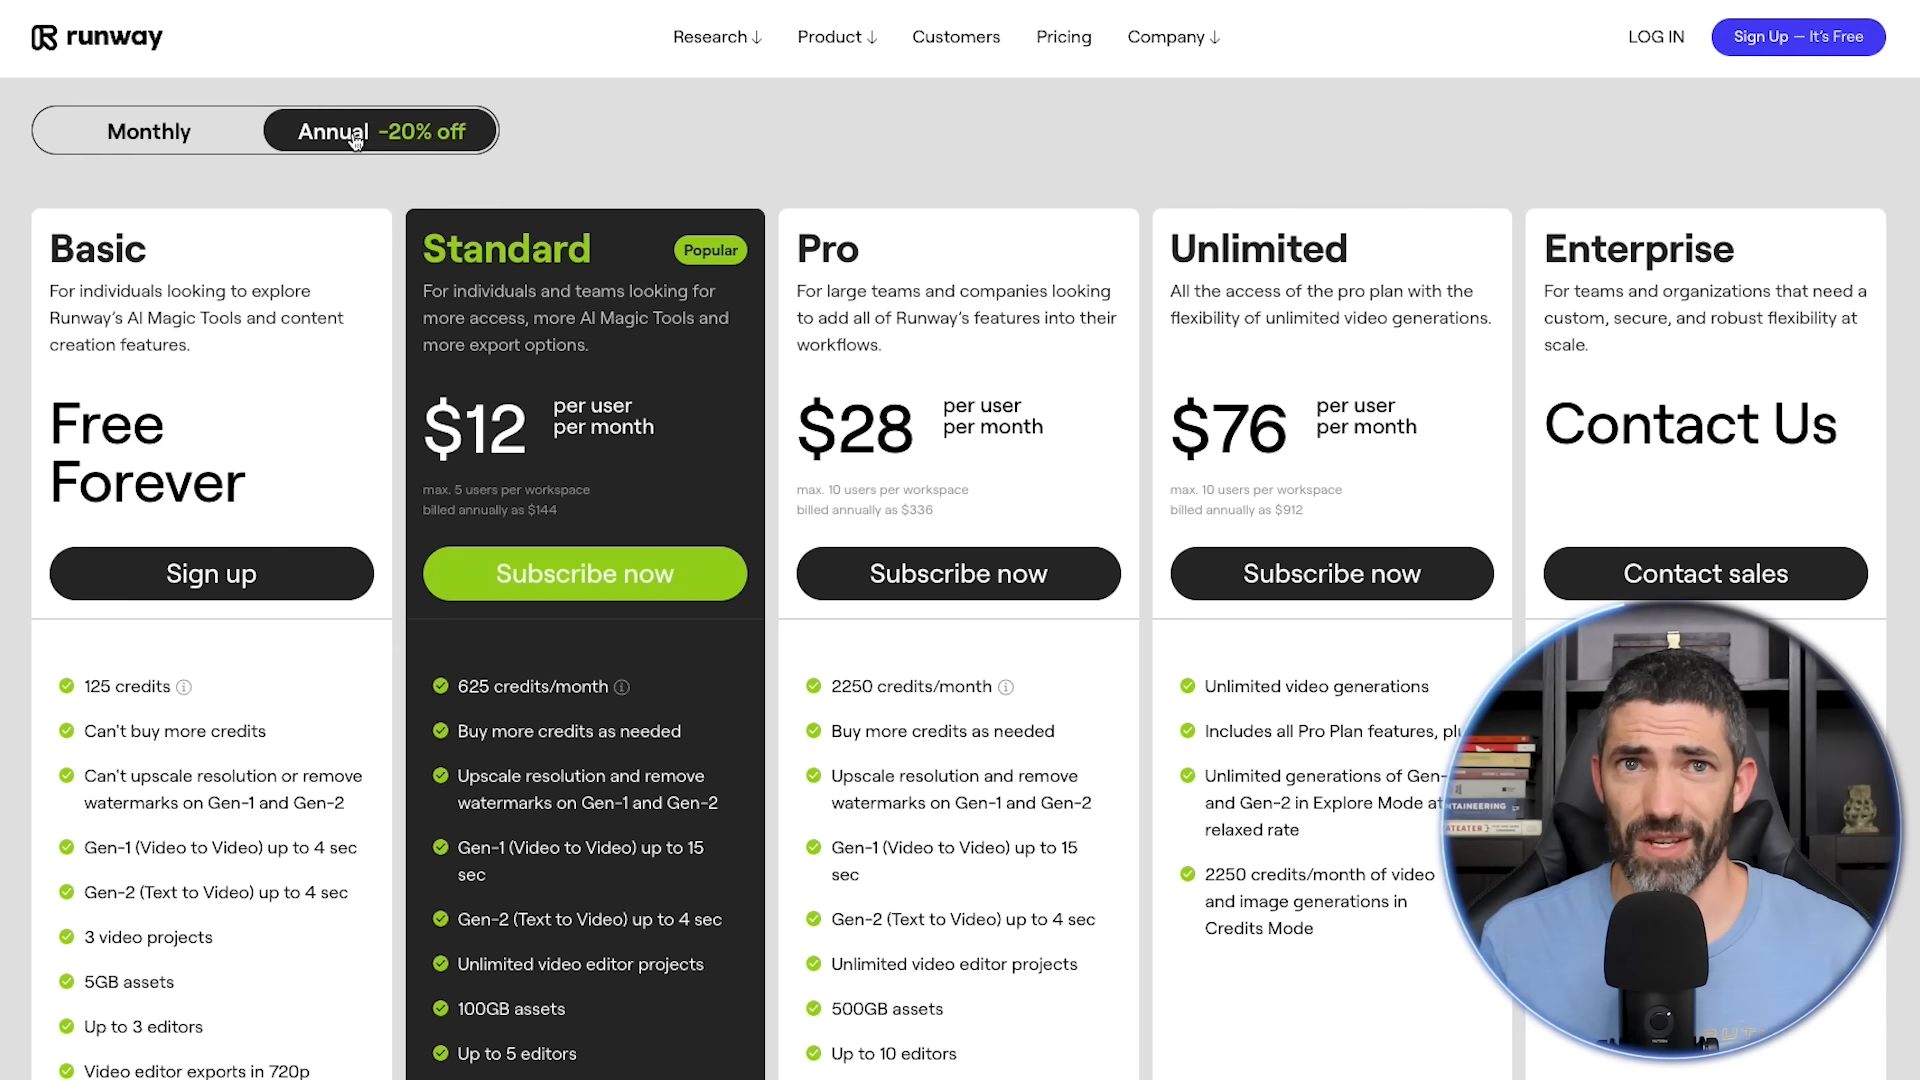 runway
Research ↓
Product ↓
Customers
Pricing
Company ↓
LOG IN
Sign Up — It's Free
Monthly
Annual -20% off
Basic
For individuals looking to explore
Runway's AI Magic Tools and content
creation features.
Free
Forever
Sign up
125 credits
Can't buy more credits
Can't upscale resolution or remove
watermarks on Gen-1 and Gen-2
Gen-1 (Video to Video) up to 4 sec
Gen-2 (Text to Video) up to 4 sec
3 video projects
5GB assets
Up to 3 editors
Video editor exports in 720p
Standard
Popular
For individuals and teams looking for
more access, more AI Magic Tools and
more export options.
$12
per user
per month
max. 5 users per workspace
billed annually as $144
Subscribe now
625 credits/month
Buy more credits as needed
Upscale resolution and remove
watermarks on Gen-1 and Gen-2
Gen-1 (Video to Video) up to 15
sec
Gen-2 (Text to Video) up to 4 sec
Unlimited video editor projects
100GB assets
Up to 5 editors
Pro
For large teams and companies looking
to add all of Runway's features into their
workflows.
$28
per user
per month
max. 10 users per workspace
billed annually as $336
Subscribe now
2250 credits/month
Buy more credits as needed
Upscale resolution and remove
watermarks on Gen-1 and Gen-2
Gen-1 (Video to Video) up to 15
sec
Gen-2 (Text to Video) up to 4 sec
Unlimited video editor projects
500GB assets
Up to 10 editors
Unlimited
All the access of the pro plan with the
flexibility of unlimited video generations.
$76
per user
per month
max. 10 users per workspace
billed annually as $912
Subscribe now
Unlimited video generations
Includes all Pro Plan features,
Unlimited generations of Gen-
and Gen-2 in Explore Mode at
relaxed rate
2250 credits/month of video
and image generations in
Credits Mode
Enterprise
For teams and organizations that need a
custom, secure, and robust flexibility at
scale.
Contact Us
Contact sales